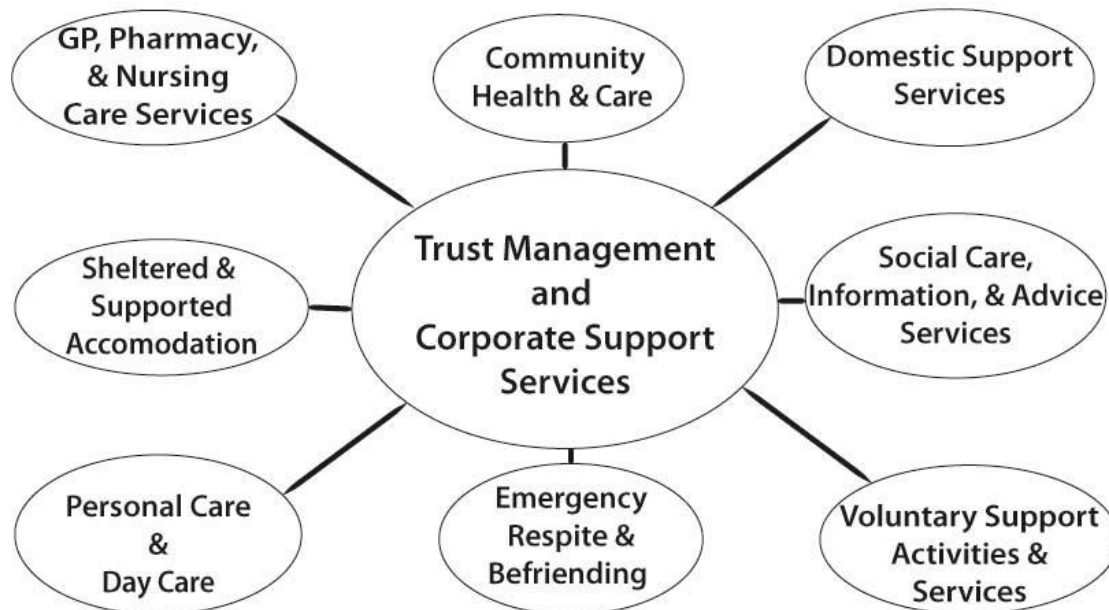 GP, Pharmacy,
& Nursing
Care Services
Community
Health & Care
Domestic Support
Services
Sheltered &
Supported
Accomodation
Trust Management
and
Corporate Support
Services
Social Care,
Information, & Advice
Services
Personal Care
&
Day Care
Emergency
Respite &
Befriending
Voluntary Support
Activities &
Services